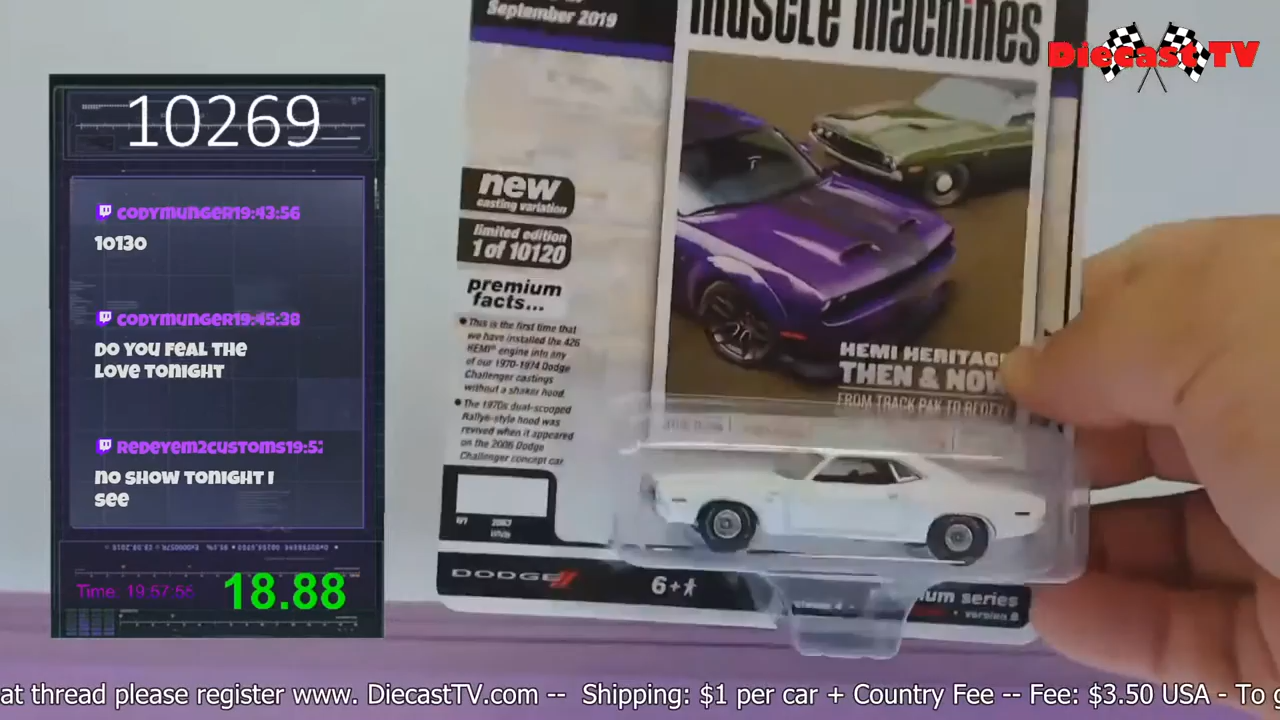 September 2019
muscle machines
Diecast TV
10269
codymunger19:43:56
10130
codymunger19:45:38
Do you feal the
love tonight
Redeyem2customs19:5
no show tonight I
see
Time: 19:57:56
18.88
new
casting variation
limited edition
1 of 10120
premium
facts...
• This is the first time that
we have installed the 426
HEMI engine into any
of our 1970-1974 Dodge
Challenger castings
without a shaker hood.
• The 1970s dual-scooped
Rallye-style hood was
revived when it appeared
on the 2006 Dodge
Challenger concept car
HEMI HERITAGE
THEN & NOW
FROM TRACK PAK TO REDEYE
DODGE
6+
um series
• version B
at thread please register www. DiecastTV.com -- Shipping: $1 per car + Country Fee -- Fee: $3.50 USA - To g